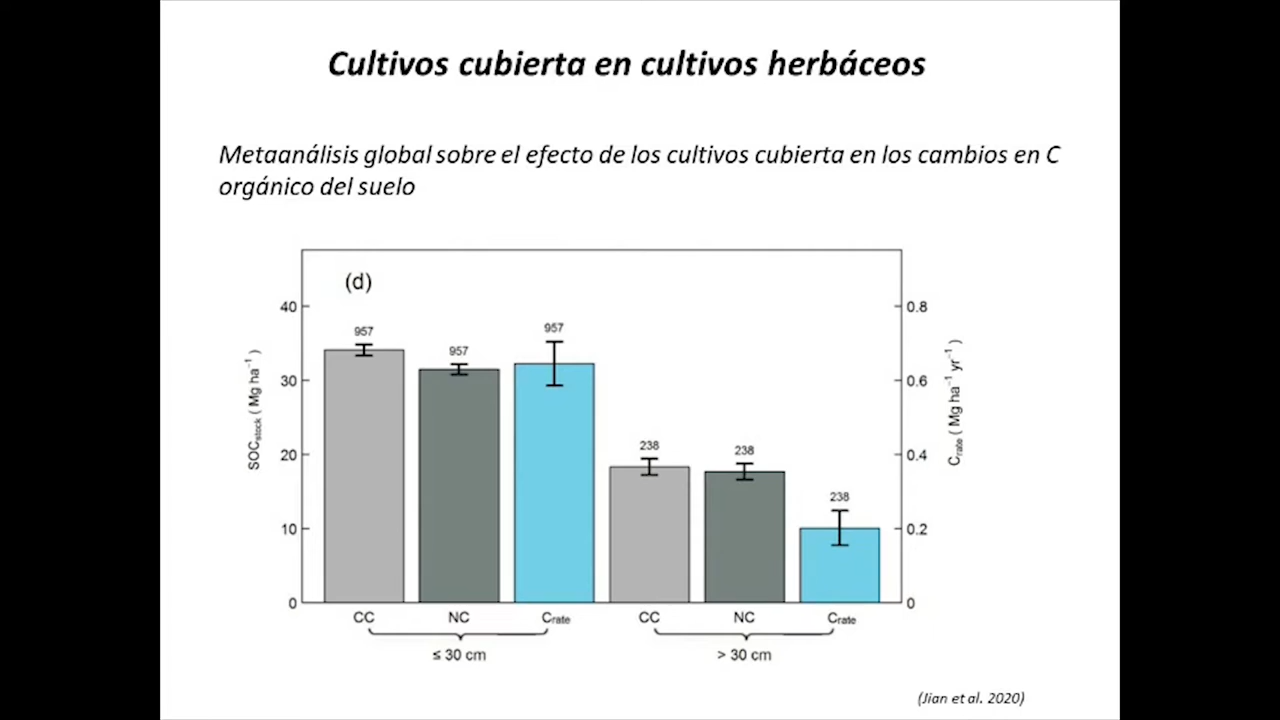 Cultivos cubierta en cultivos herbáceos
Metaanálisis global sobre el efecto de los cultivos cubierta en los cambios en C
orgánico del suelo
(d)
40
30
20
10
0
SOCstock ( Mg ha⁻¹ )
957
957
957
238
238
238
0.8
0.6
0.4
0.2
0
Crate ( Mg ha⁻¹ yr⁻¹ )
CC NC Crate CC NC Crate
≤ 30 cm > 30 cm
(Jian et al. 2020)